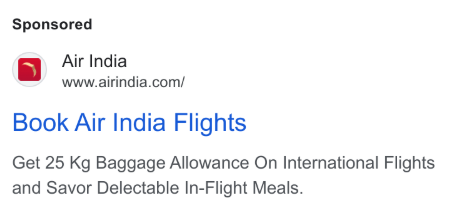 Sponsored
Air India
www.airindia.com/
Book Air India Flights
Get 25 Kg Baggage Allowance On International Flights
and Savor Delectable In-Flight Meals.